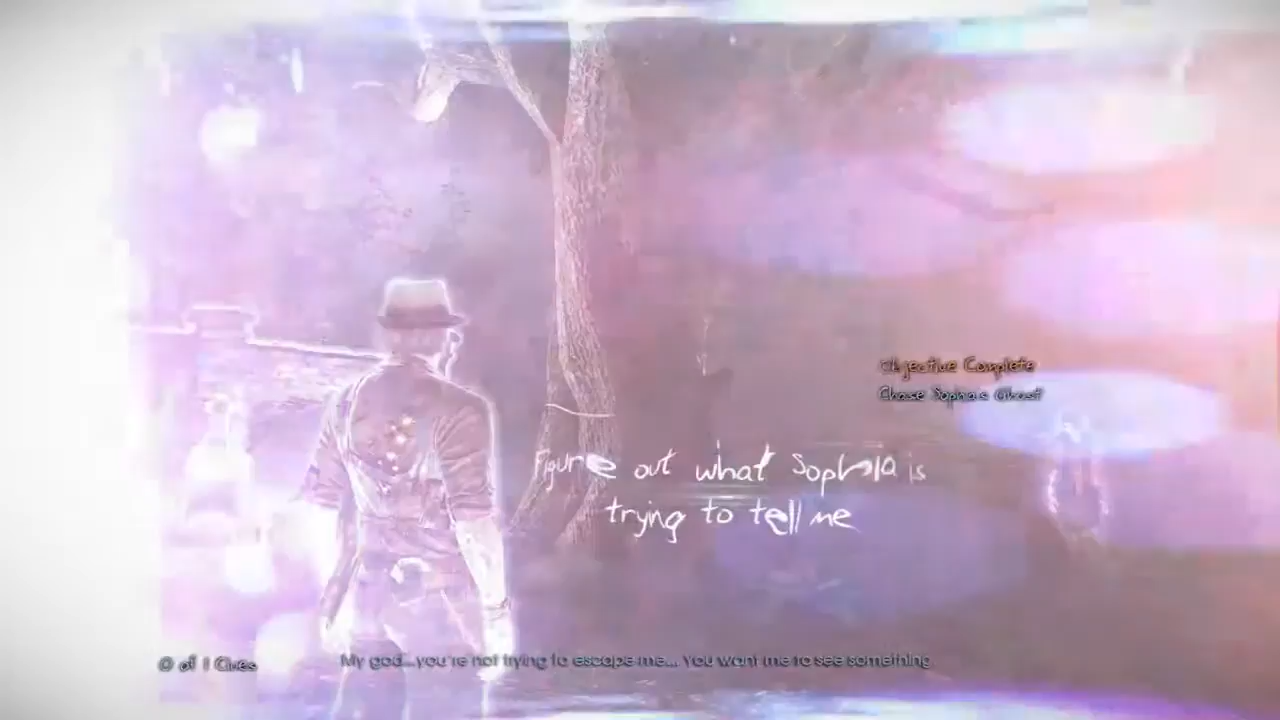 Objective Complete
Chase Sophia's Ghost
Figure out what Sophia is
trying to tell me
0 of 1 Clues
My god...you're not trying to escape me... You want me to see something